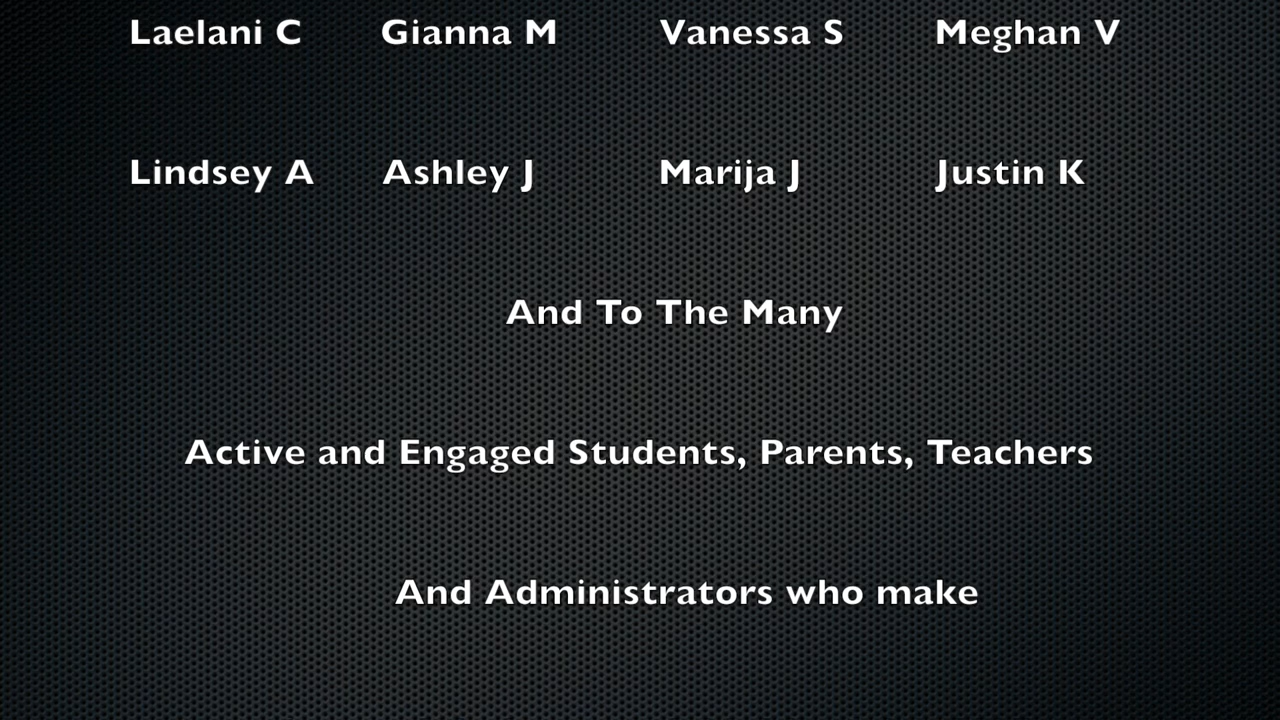 Laelani C Gianna M Vanessa S Meghan V
Lindsey A Ashley J Marija J Justin K
And To The Many
Active and Engaged Students, Parents, Teachers
And Administrators who make